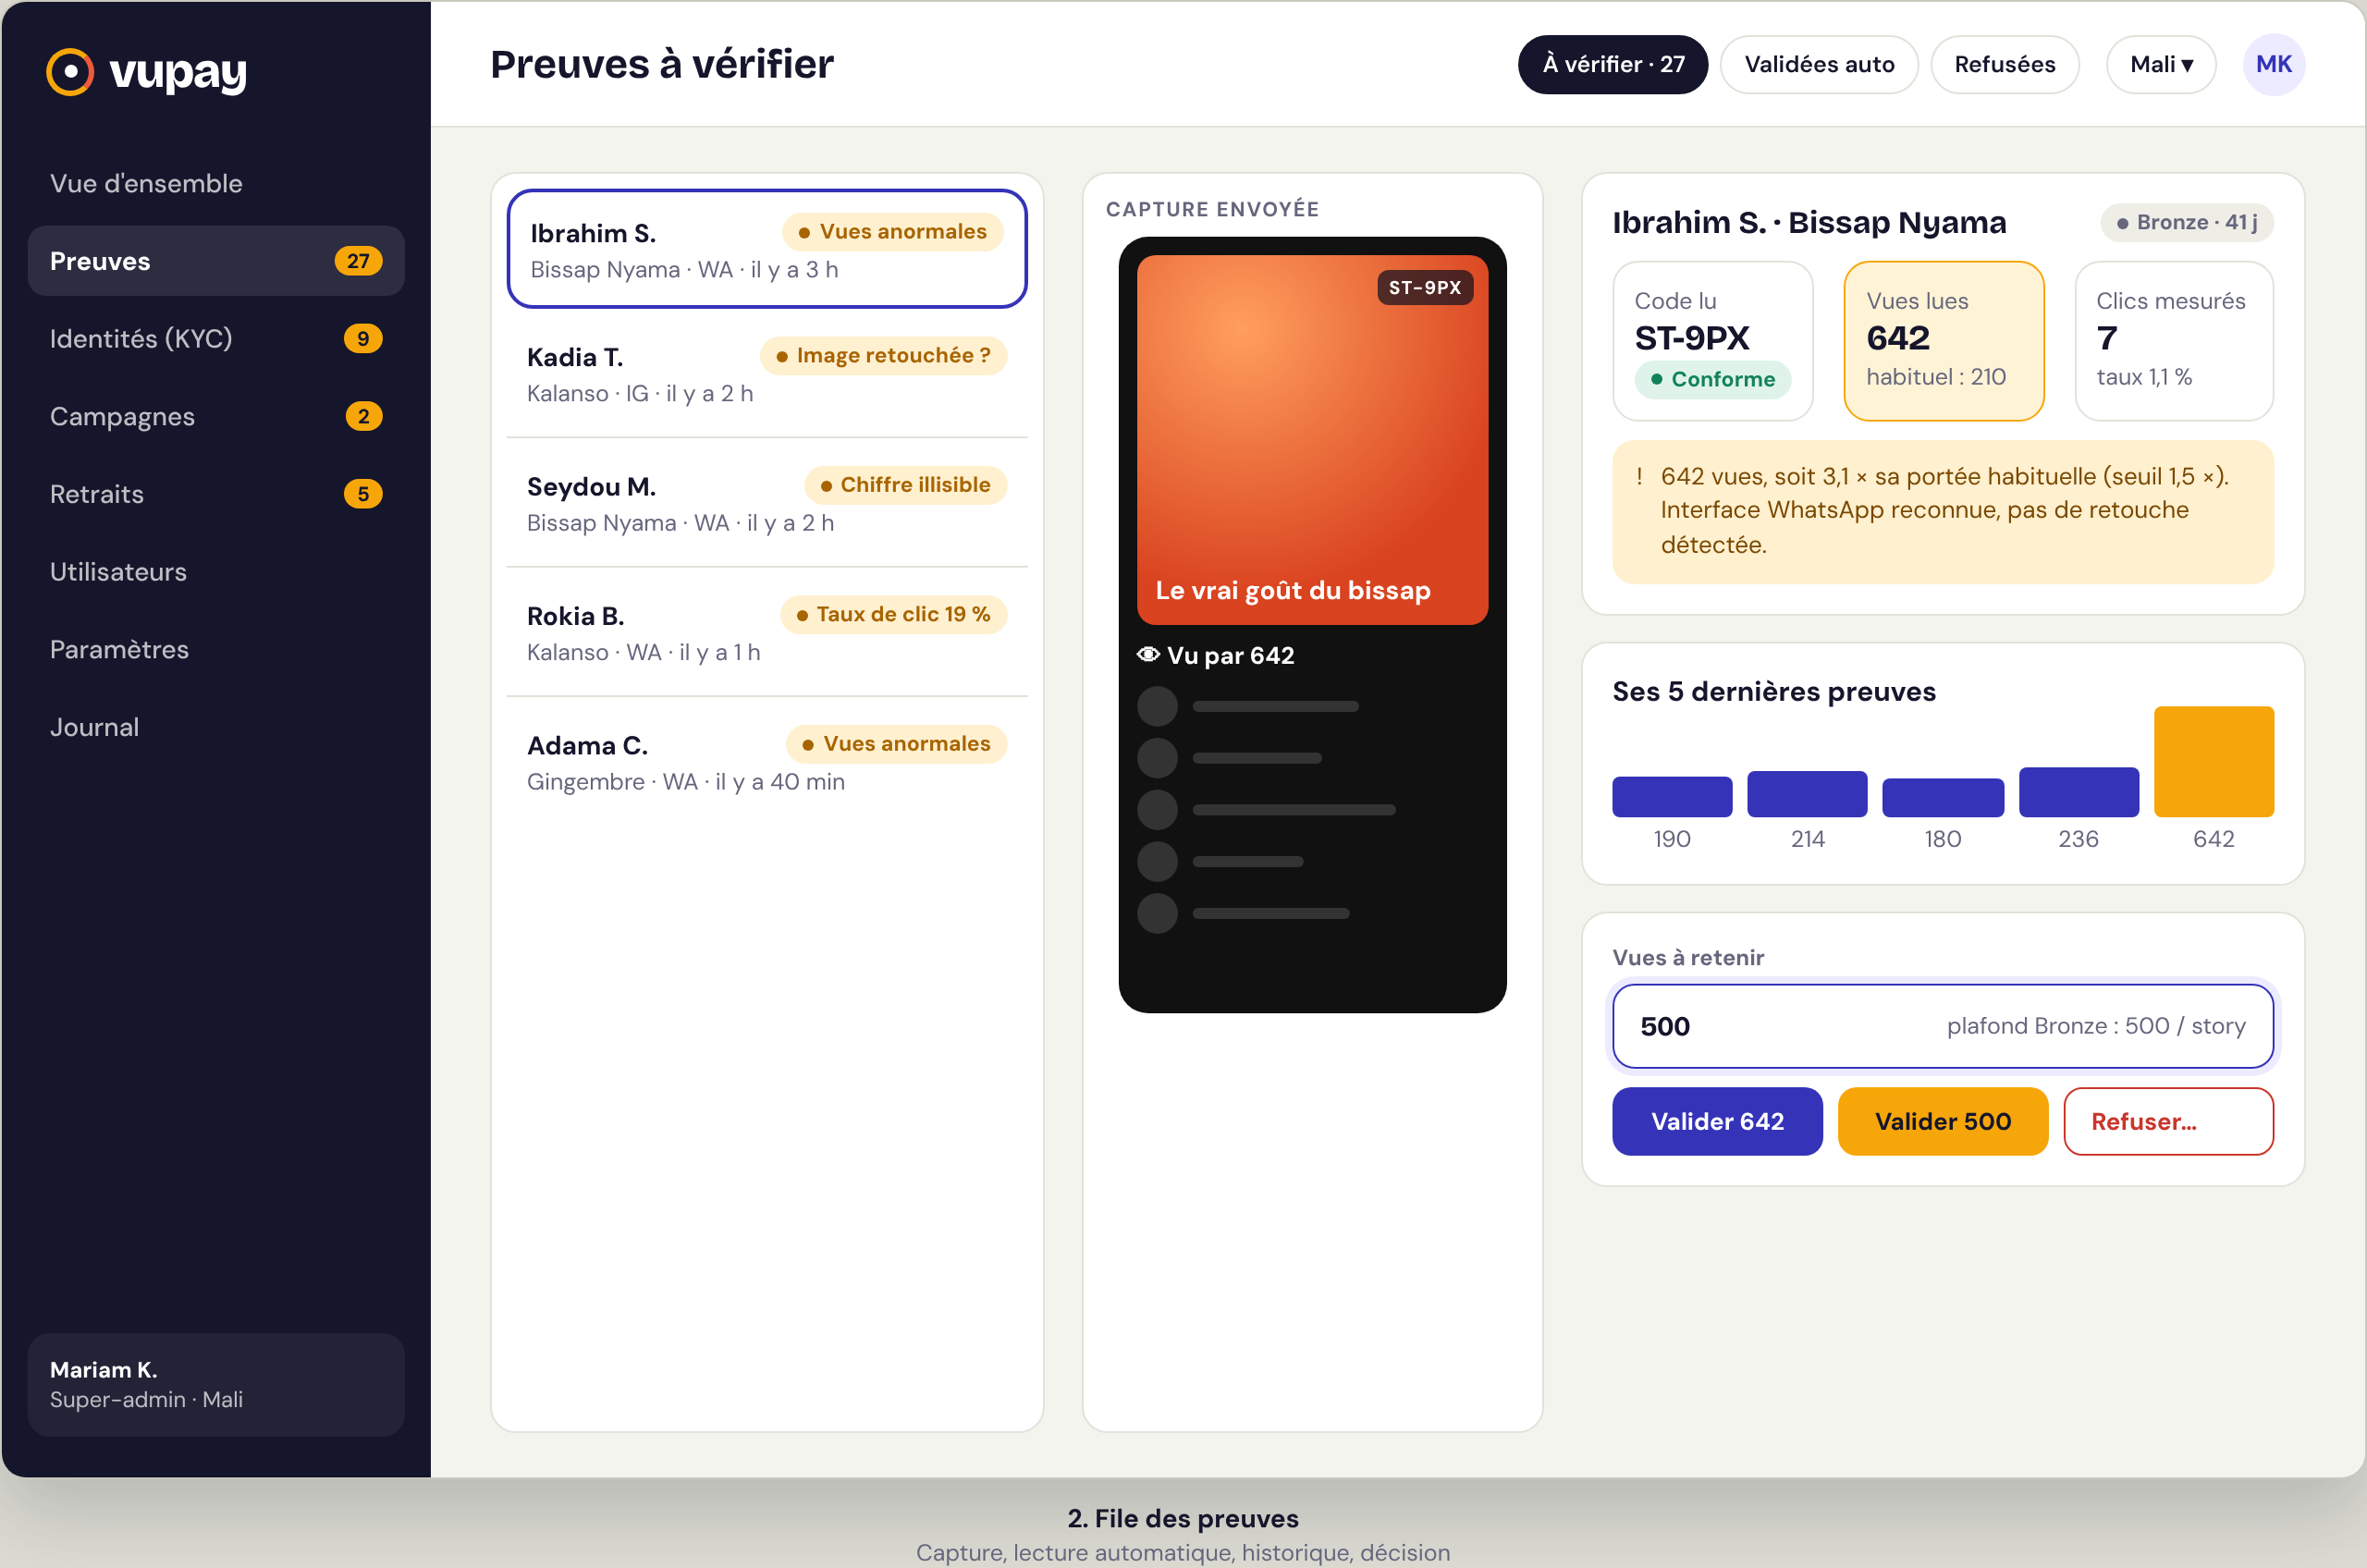 vupay
Vue d'ensemble
Preuves 27
Identités (KYC) 9
Campagnes 2
Retraits 5
Utilisateurs
Paramètres
Journal
Mariam K.
Super-admin · Mali
Preuves à vérifier
À vérifier · 27
Validées auto
Refusées
Mali ▾
MK
Ibrahim S. Vues anormales
Bissap Nyama · WA · il y a 3 h
Kadia T. Image retouchée ?
Kalanso · IG · il y a 2 h
Seydou M. Chiffre illisible
Bissap Nyama · WA · il y a 2 h
Rokia B. Taux de clic 19 %
Kalanso · WA · il y a 1 h
Adama C. Vues anormales
Gingembre · WA · il y a 40 min
CAPTURE ENVOYÉE
ST-9PX
Le vrai goût du bissap
Vu par 642
Ibrahim S. · Bissap Nyama
Bronze · 41 j
Code lu
ST-9PX
Conforme
Vues lues
642
habituel : 210
Clics mesurés
7
taux 1,1 %
! 642 vues, soit 3,1 × sa portée habituelle (seuil 1,5 ×).
Interface WhatsApp reconnue, pas de retouche
détectée.
Ses 5 dernières preuves
190 214 180 236 642
Vues à retenir
500 plafond Bronze : 500 / story
Valider 642
Valider 500
Refuser...
2. File des preuves
Capture, lecture automatique, historique, décision